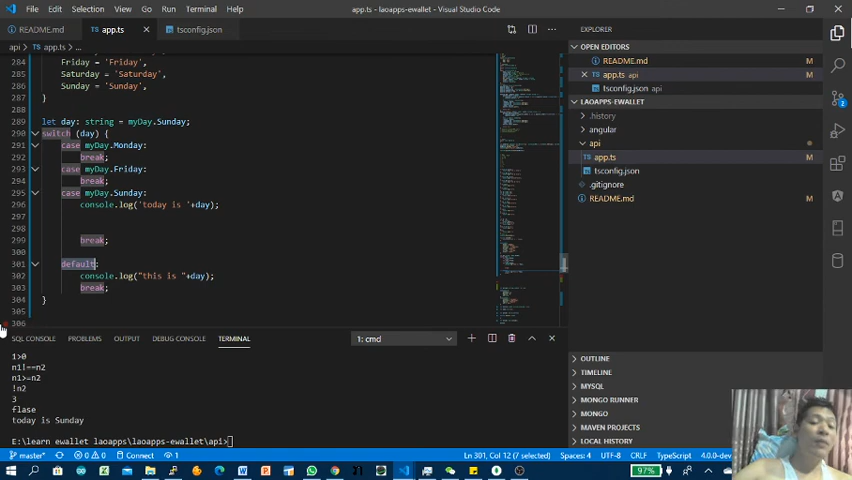 File Edit Selection View Go Run Terminal Help
app.ts - laoapps-ewallet - Visual Studio Code
README.md
TS app.ts
TS tsconfig.json
api > TS app.ts > ...
EXPLORER
OPEN EDITORS
README.md M
TS app.ts api M
TS tsconfig.json api
LAOAPPS-EWALLET
.history
angular
api
TS app.ts M
TS tsconfig.json
.gitignore
README.md M
284 Friday = 'Friday',
285 Saturday = 'Saturday',
286 Sunday = 'Sunday',
287 }
288
289 let day: string = myDay.Sunday;
290 switch (day) {
291 case myDay.Monday:
292 break;
293 case myDay.Friday:
294 break;
295 case myDay.Sunday:
296 console.log('today is '+day);
299 break;
300
301 default:
302 console.log("this is "+day);
303 break;
304 }
305
306
SQL CONSOLE PROBLEMS OUTPUT DEBUG CONSOLE TERMINAL
1: cmd
1>0
n1!==n2
n1>=n2
!n2
3
flase
today is Sunday
E:\learn ewallet laoapps\laoapps-ewallet\api>
OUTLINE
TIMELINE
MYSQL
MONGO RUNNER
MONGO
MAVEN PROJECTS
LOCAL HISTORY
master* 0 0 Connect 1
Ln 301, Col 12 (7 selected) Spaces: 4 UTF-8 CRLF TypeScript 4.0.0-dev
97%